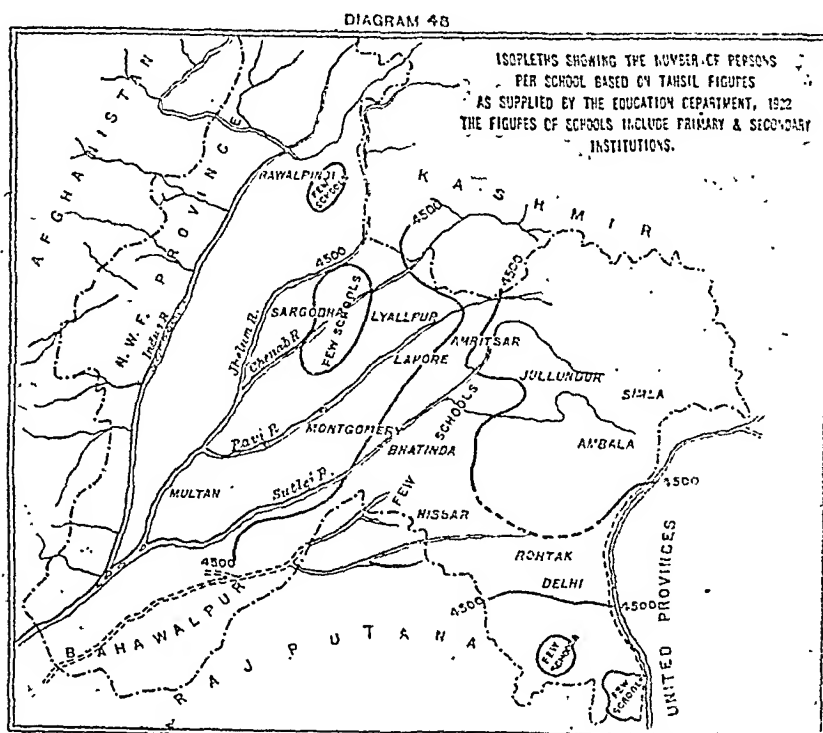 DIAGRAM 48
ISOPLETHS SHOWING THE NUMBER OF PERSONS
PER SCHOOL BASED ON TAHSIL FIGURES
AS SUPPLIED BY THE EDUCATION DEPARTMENT, 1922
THE FIGURES OF SCHOOLS INCLUDE PRIMARY & SECONDARY
INSTITUTIONS.
AFGHANISTN
N.W.F. PROVINCE
Indus R.
RAWALPINDI
FEW
SCHOOLS
KASHMIR
4500
4500
4500
Jhelum R.
SARGODHA
Chenab R.
FEW SCHOOLS
LYALLPUR
LAHORE
AMRITSAR
JULLUNDUR
SIMLA
Ravi R.
MONTGOMERY
FEW SCHOOLS
BHATINDA
AMBALA
MULTAN
Sutlej R.
HISSAR
4500
ROHTAK
4500
DELHI
4500
4500
BAHAWALPUR
RAJPUTANA
FEW
SCHOOLS
FEW
SCHOOLS
UNITED PROVINCES